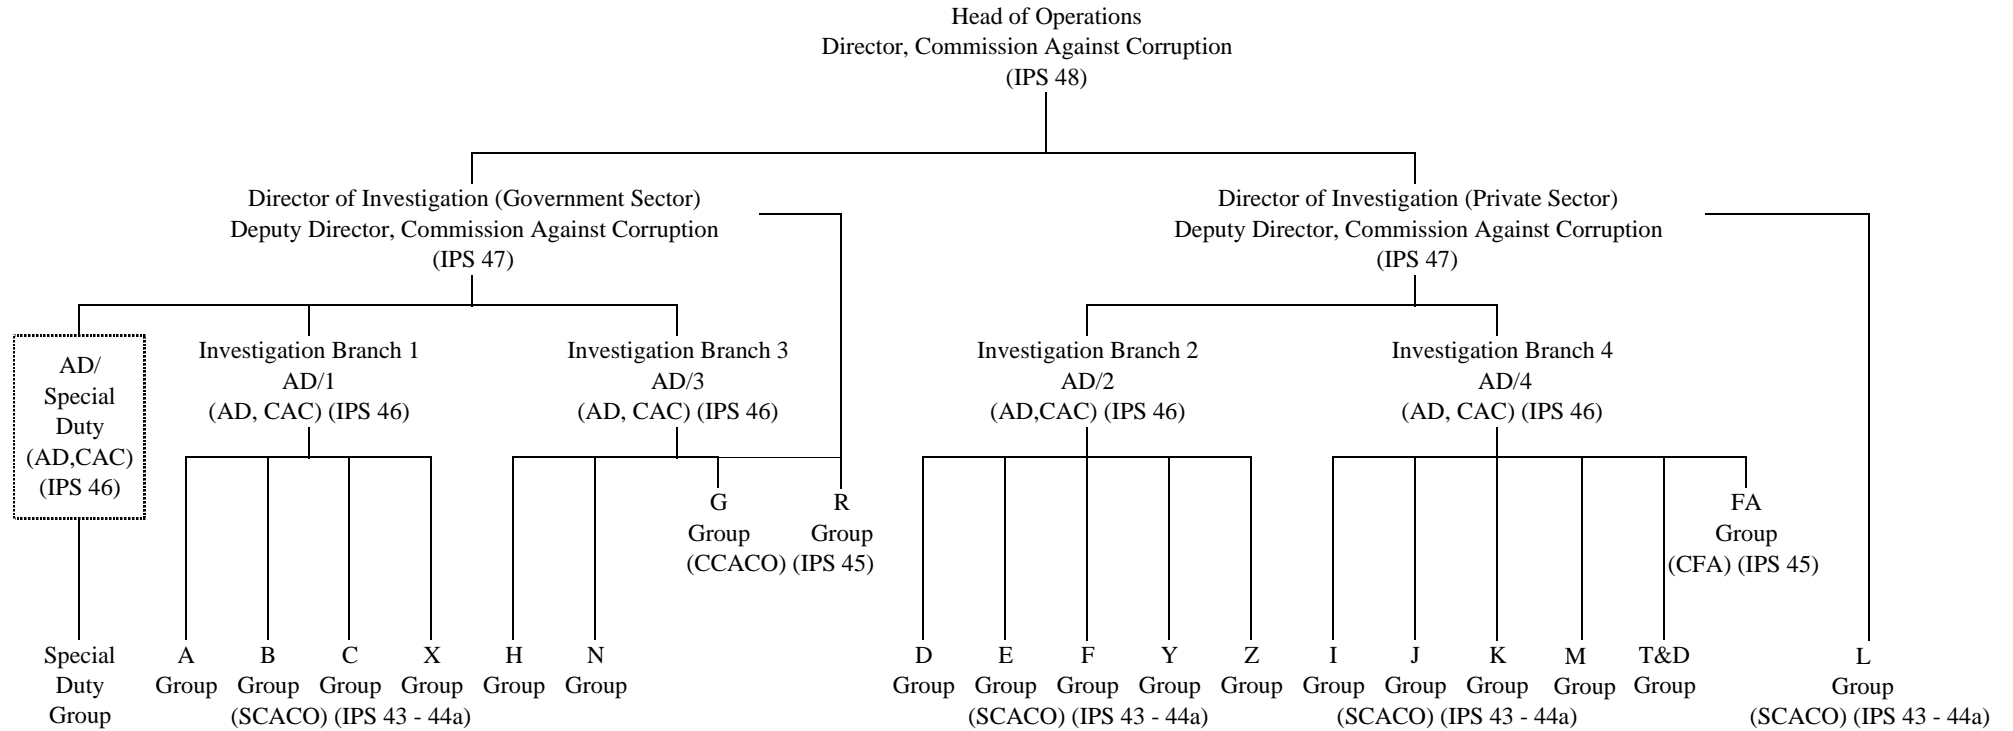 Head of Operations
Director, Commission Against Corruption
(IPS 48)
Director of Investigation (Government Sector)
Deputy Director, Commission Against Corruption
(IPS 47)
Director of Investigation (Private Sector)
Deputy Director, Commission Against Corruption
(IPS 47)
AD/
Special
Duty
(AD,CAC)
(IPS 46)
Investigation Branch 1
AD/1
(AD, CAC) (IPS 46)
Investigation Branch 3
AD/3
(AD, CAC) (IPS 46)
Investigation Branch 2
AD/2
(AD,CAC) (IPS 46)
Investigation Branch 4
AD/4
(AD, CAC) (IPS 46)
G R
Group Group
(CCACO) (IPS 45)
FA
Group
(CFA) (IPS 45)
Special
Duty
Group
A B C X H N
Group Group Group Group Group Group
(SCACO) (IPS 43 - 44a)
D E F Y Z
Group Group Group Group Group
(SCACO) (IPS 43 - 44a)
I J K M T&D
Group Group Group Group Group
(SCACO) (IPS 43 - 44a)
L
Group
(SCACO) (IPS 43 - 44a)